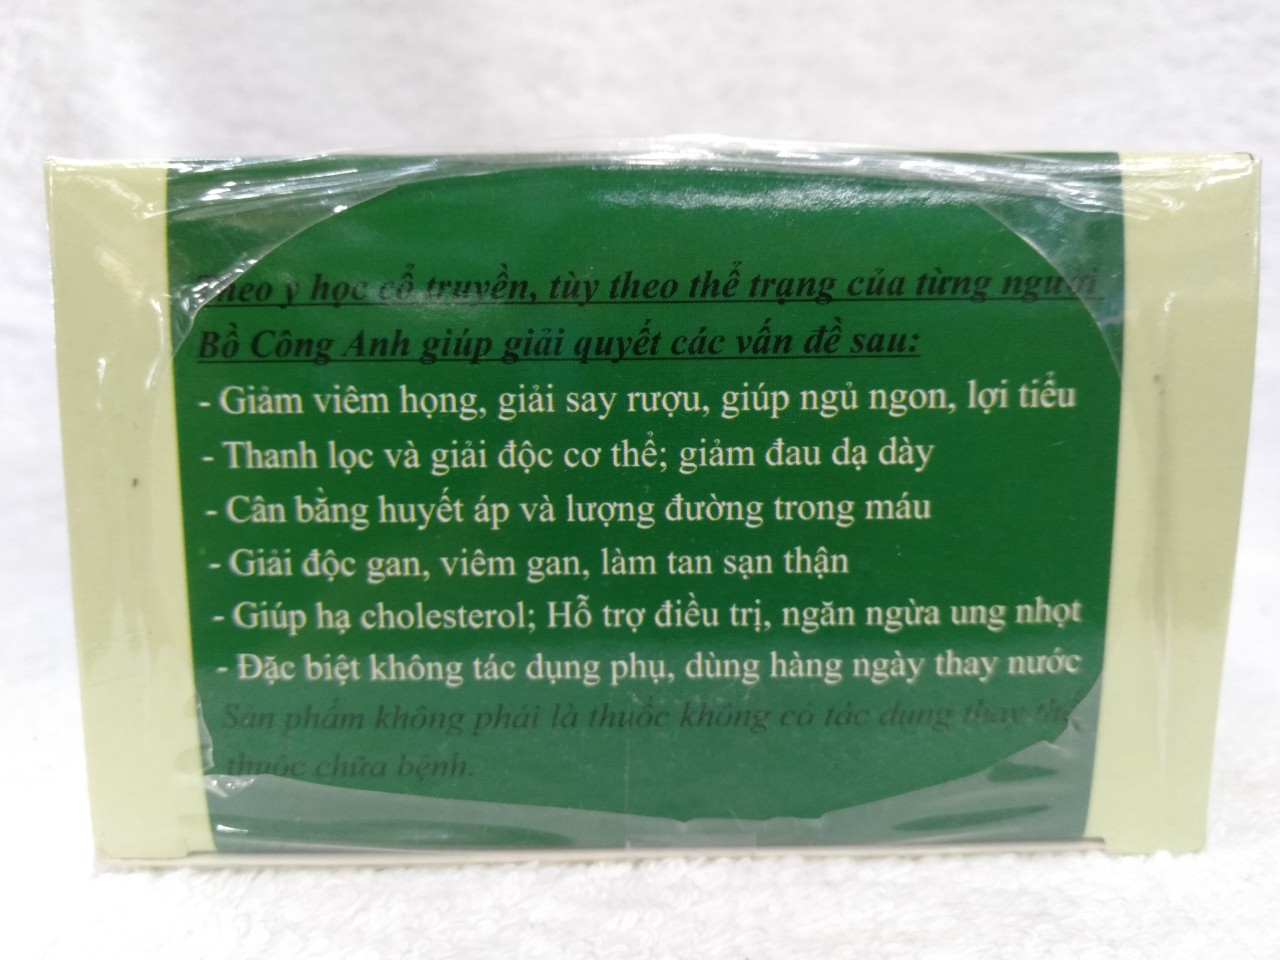 Theo y học cổ truyền, tùy theo thể trạng của từng người
Bồ Công Anh giúp giải quyết các vấn đề sau:
- Giảm viêm họng, giải say rượu, giúp ngủ ngon, lợi tiểu
- Thanh lọc và giải độc cơ thể; giảm đau dạ dày
- Cân bằng huyết áp và lượng đường trong máu
- Giải độc gan, viêm gan, làm tan sạn thận
- Giúp hạ cholesterol; Hỗ trợ điều trị, ngăn ngừa ung nhọt
- Đặc biệt không tác dụng phụ, dùng hàng ngày thay nước
Sản phẩm không phải là thuốc không có tác dụng thay thế
thuốc chữa bệnh.